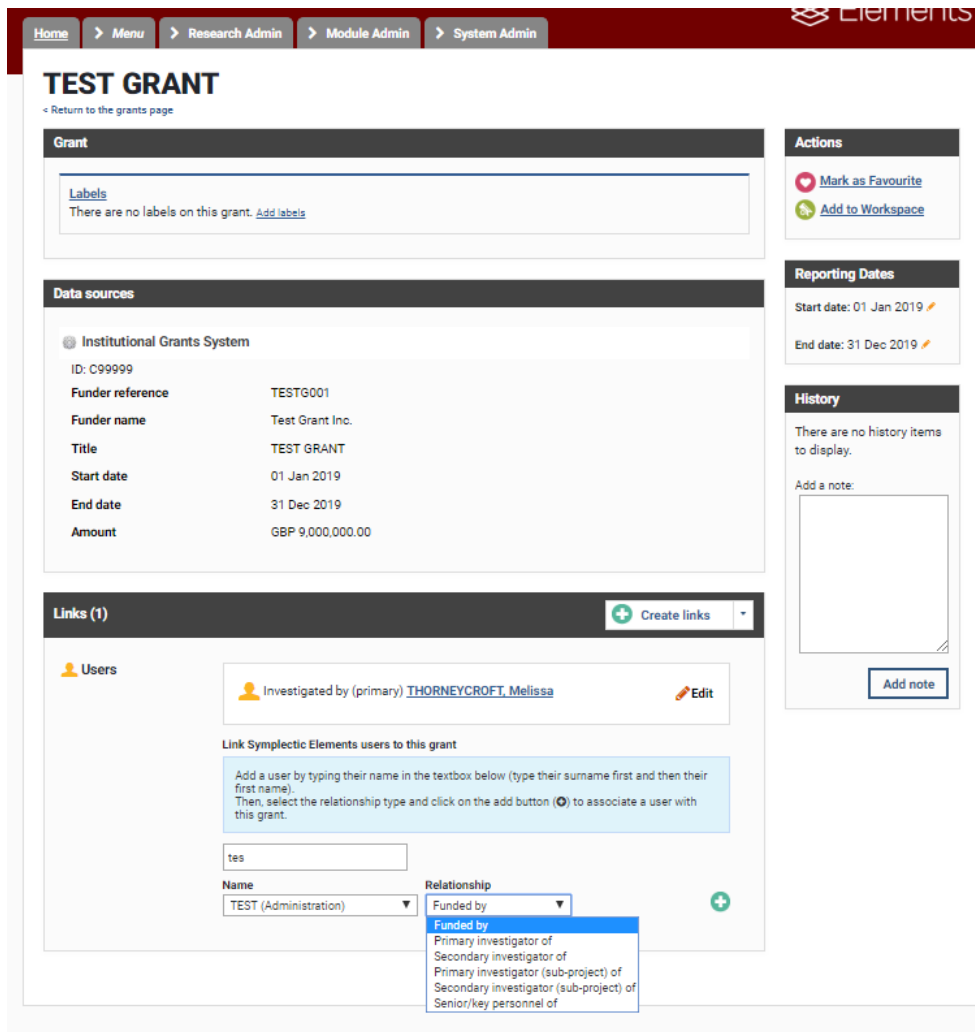 Elements
Home
Menu
Research Admin
Module Admin
System Admin
TEST GRANT
< Return to the grants page
Grant
Labels
There are no labels on this grant. Add labels
Data sources
Institutional Grants System
ID: C99999
Funder reference TESTG001
Funder name Test Grant Inc.
Title TEST GRANT
Start date 01 Jan 2019
End date 31 Dec 2019
Amount GBP 9,000,000.00
Links (1)
Create links
Users
Investigated by (primary) THORNEYCROFT, Melissa
Edit
Link Symplectic Elements users to this grant
Add a user by typing their name in the textbox below (type their surname first and then their
first name).
Then, select the relationship type and click on the add button (+) to associate a user with
this grant.
tes
Name Relationship
TEST (Administration) Funded by
Funded by
Primary investigator of
Secondary investigator of
Primary investigator (sub-project) of
Secondary investigator (sub-project) of
Senior/key personnel of
Actions
Mark as Favourite
Add to Workspace
Reporting Dates
Start date: 01 Jan 2019
End date: 31 Dec 2019
History
There are no history items
to display.
Add a note:
Add note